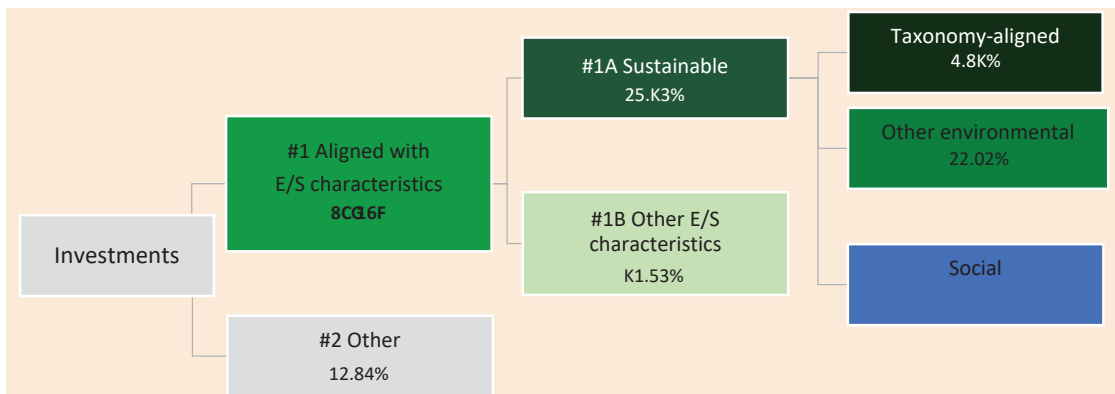 Investments
#1 Aligned with
E/S characteristics
8CG16F
#2 Other
12.84%
#1A Sustainable
25.K3%
#1B Other E/S
characteristics
K1.53%
Taxonomy-aligned
4.8K%
Other environmental
22.02%
Social